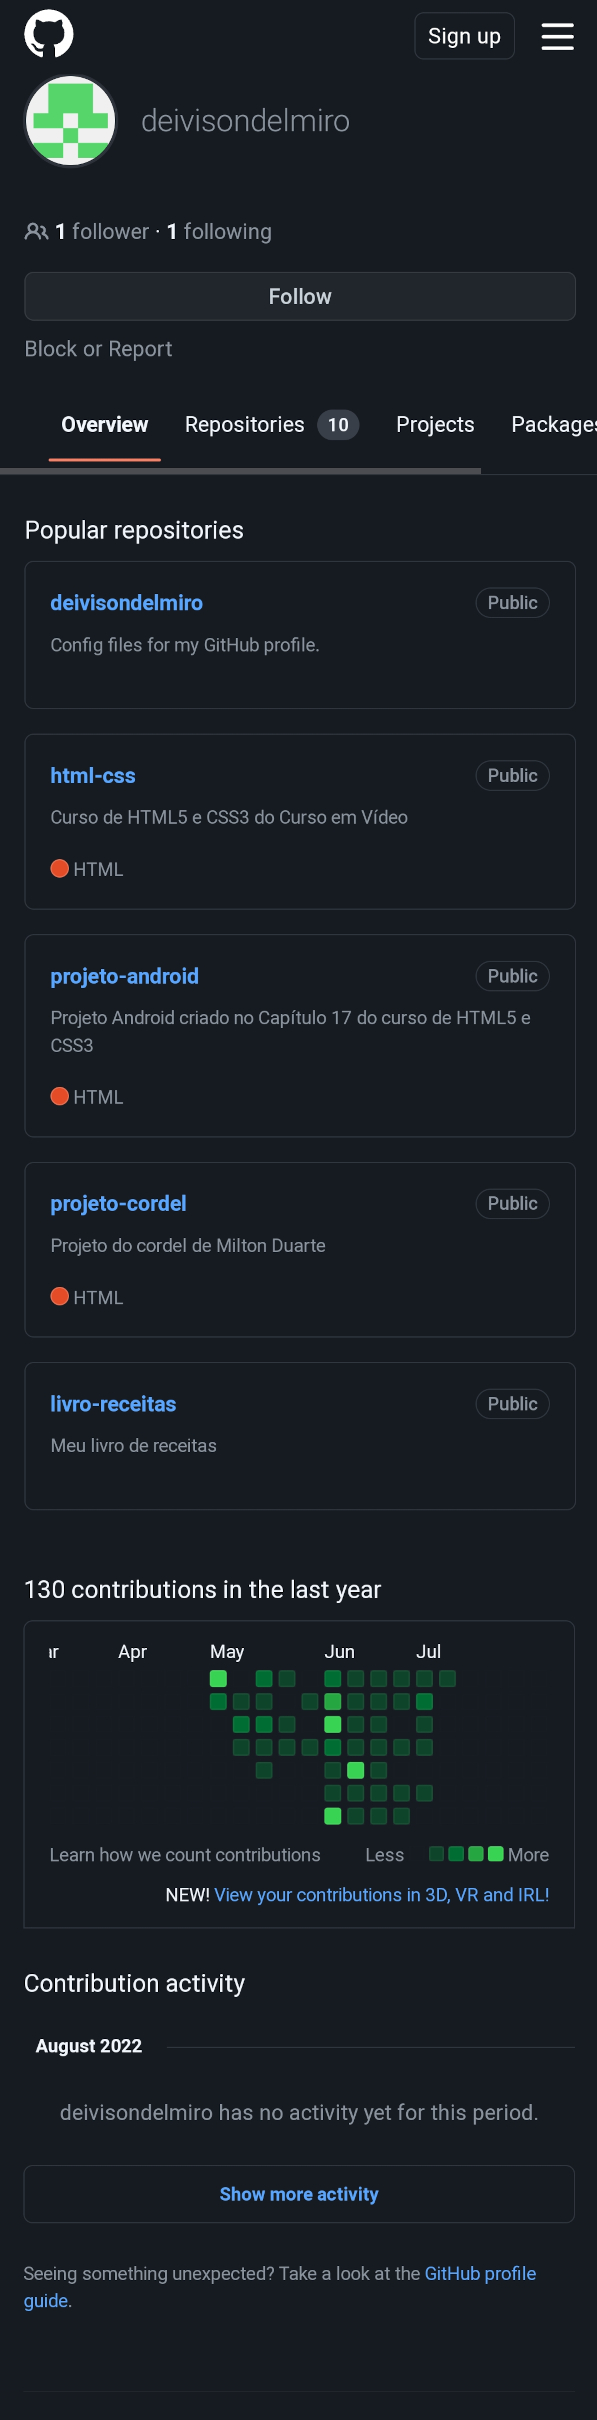 Sign up
deivisondelmiro
1 follower · 1 following
Follow
Block or Report
Overview Repositories 10 Projects Packages
Popular repositories
deivisondelmiro Public
Config files for my GitHub profile.
html-css Public
Curso de HTML5 e CSS3 do Curso em Vídeo
HTML
projeto-android Public
Projeto Android criado no Capítulo 17 do curso de HTML5 e
CSS3
HTML
projeto-cordel Public
Projeto do cordel de Milton Duarte
HTML
livro-receitas Public
Meu livro de receitas
130 contributions in the last year
ar Apr May Jun Jul
Learn how we count contributions Less More
NEW! View your contributions in 3D, VR and IRL!
Contribution activity
August 2022
deivisondelmiro has no activity yet for this period.
Show more activity
Seeing something unexpected? Take a look at the GitHub profile
guide.